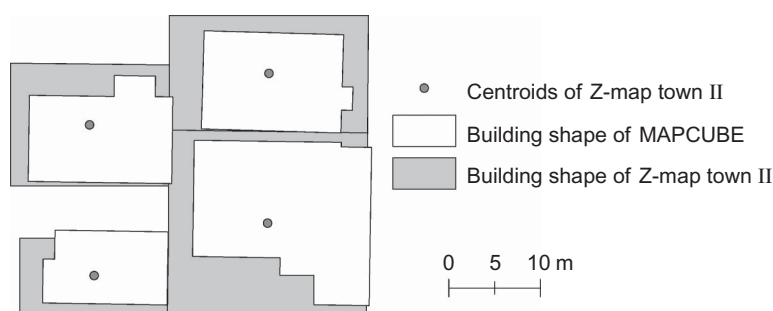 Centroids of Z-map town II
Building shape of MAPCUBE
Building shape of Z-map town II
0 5 10 m